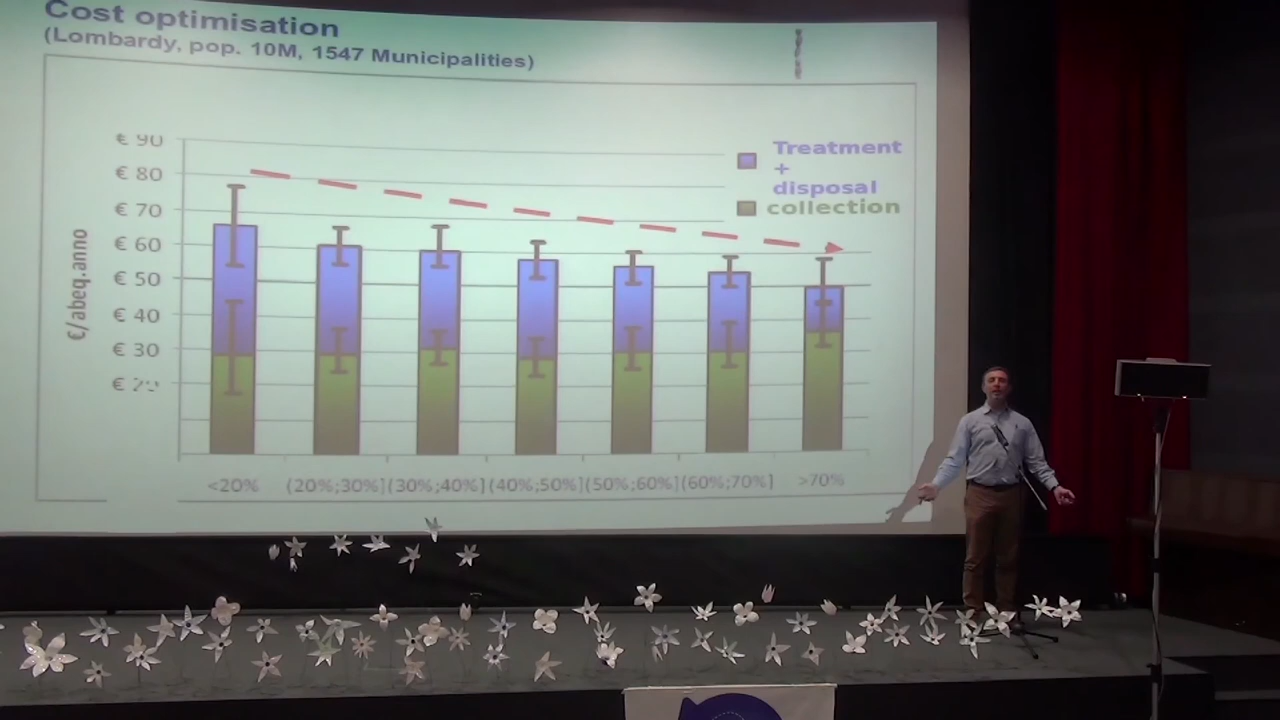 Cost optimisation
(Lombardy, pop. 10M, 1547 Municipalities)
€ 90
€ 80
€ 70
€ 60
€ 50
€ 40
€ 30
€/abeq.anno
Treatment
+
disposal
collection
<20%
(20%;30%]
(30%;40%]
(40%;50%]
(50%;60%]
(60%;70%]
>70%